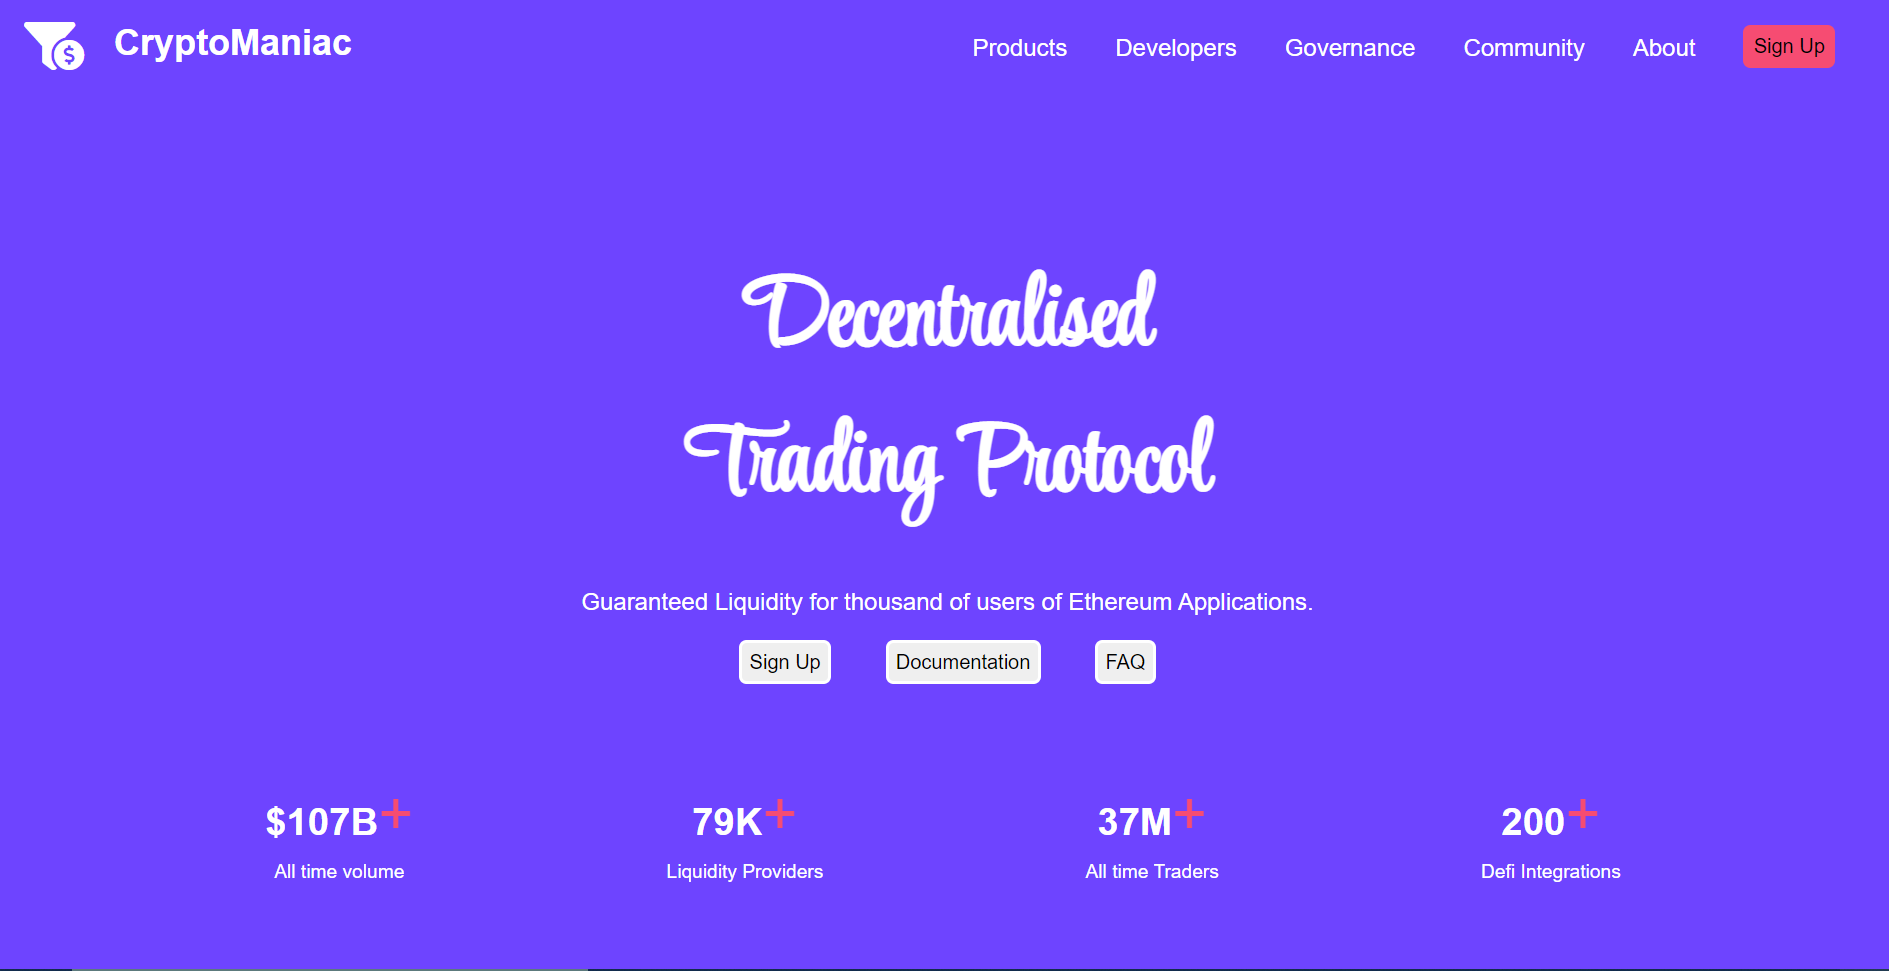 CryptoManiac
Products Developers Governance Community About Sign Up
Decentralised
Trading Protocol
Guaranteed Liquidity for thousand of users of Ethereum Applications.
Sign Up Documentation FAQ
$107B+ 79K+ 37M+ 200+
All time volume Liquidity Providers All time Traders Defi Integrations